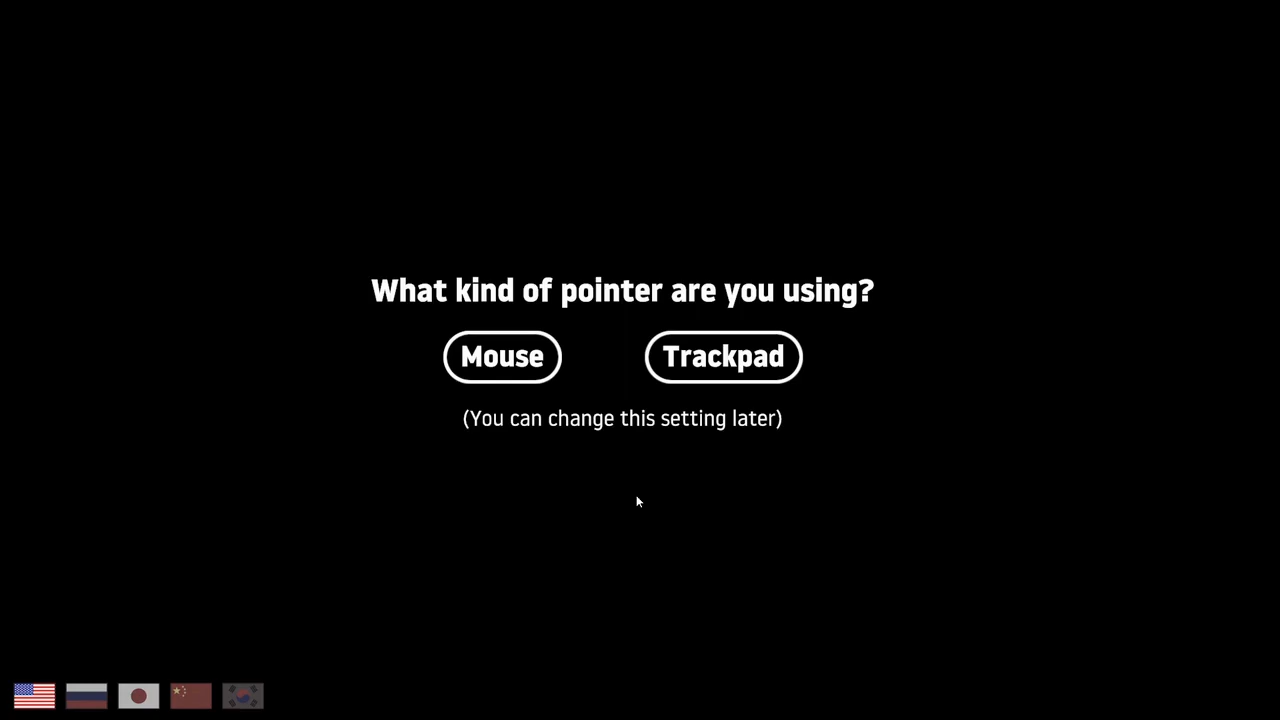 What kind of pointer are you using?
Mouse Trackpad
(You can change this setting later)